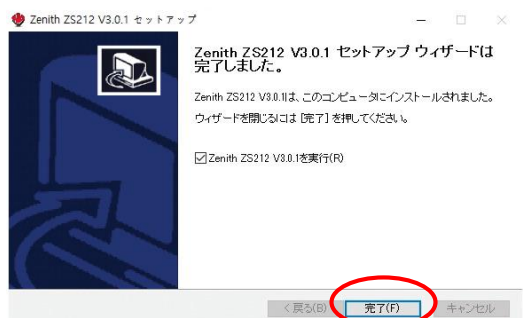 Zenith ZS212 V3.0.1 セットアップ
Zenith ZS212 V3.0.1 セットアップ ウィザードは
完了しました。
Zenith ZS212 V3.0.1は、このコンピュータにインストールされました。
ウィザードを閉じるには [完了] を押してください。
Zenith ZS212 V3.0.1を実行(R)
< 戻る(B)
完了(F)
キャンセル